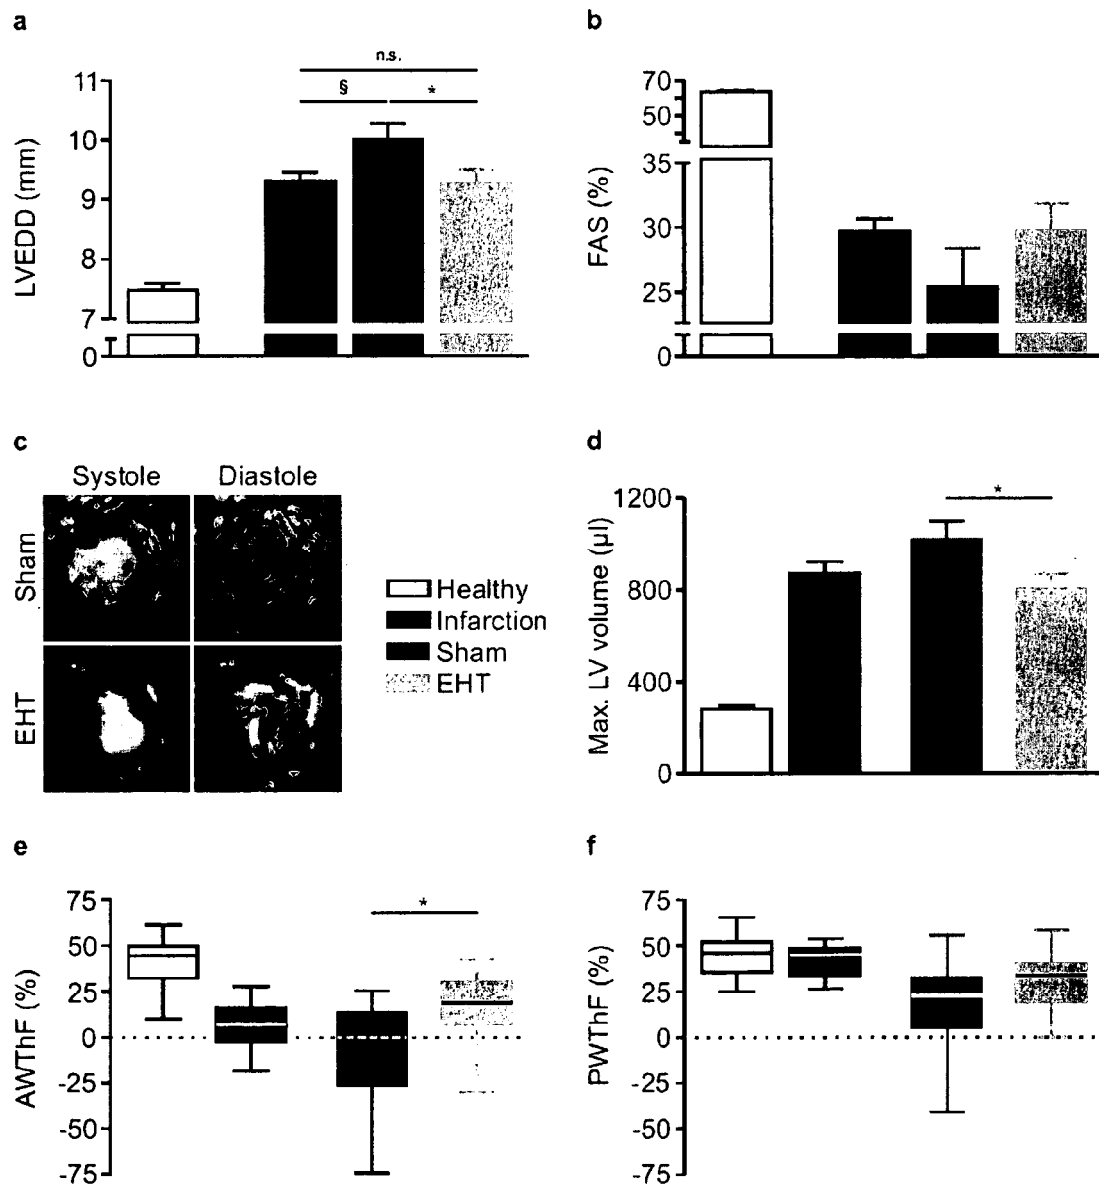 a
n.s.
§
*
11
10
9
8
7
0
LVEDD (mm)
b
70
50
35
30
25
0
FAS (%)
c
Systole
Diastole
Sham
EHT
Healthy
Infarction
Sham
EHT
d
*
1200
800
400
0
Max. LV volume (µl)
e
*
75
50
25
0
-25
-50
-75
AWThF (%)
f
75
50
25
0
-25
-50
-75
PWThF (%)